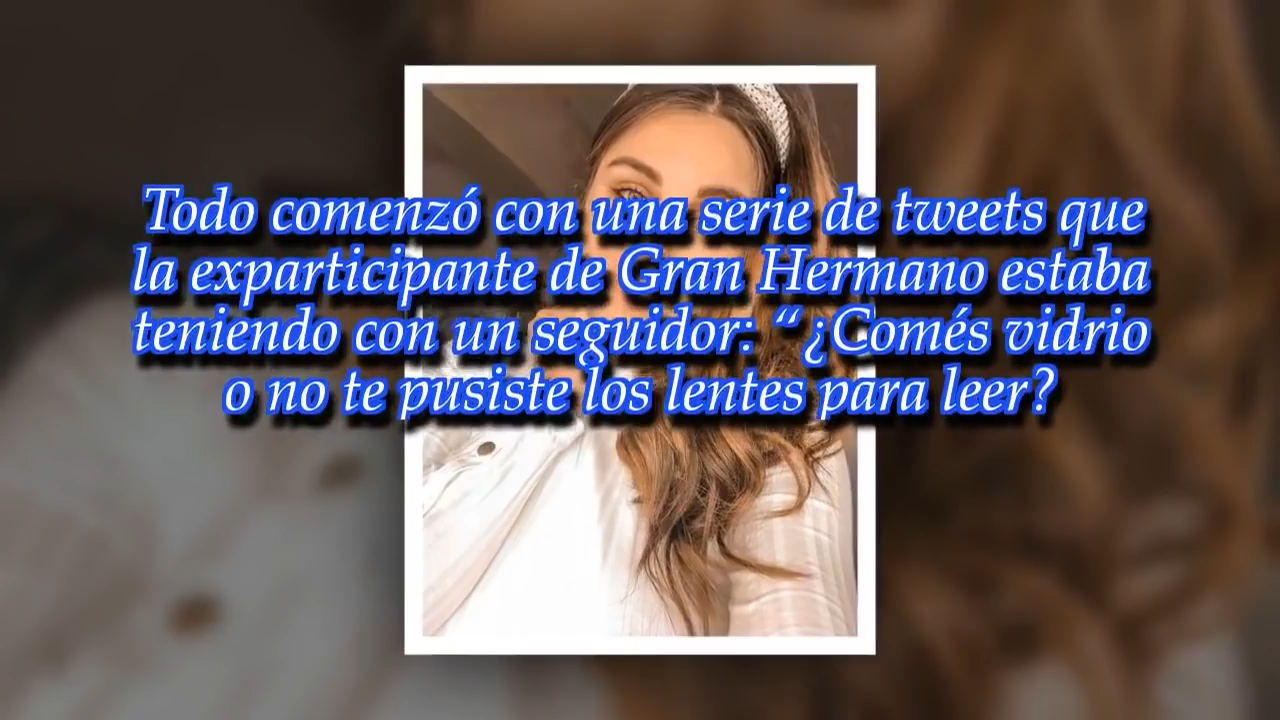 Todo comenzó con una serie de tweets que
la exparticipante de Gran Hermano estaba
teniendo con un seguidor: “¿Comés vidrio
o no te pusiste los lentes para leer?